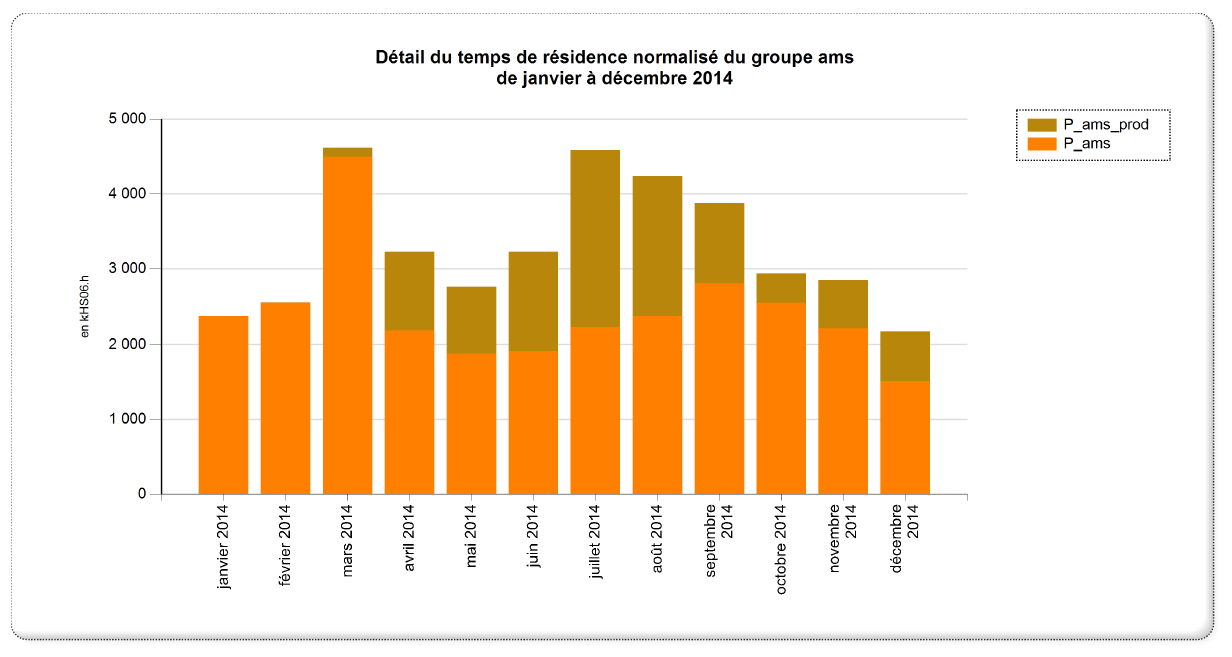 Détail du temps de résidence normalisé du groupe ams
de janvier à décembre 2014
P_ams_prod
P_ams
en kHS06.h
5 000
4 000
3 000
2 000
1 000
0
janvier 2014
février 2014
mars 2014
avril 2014
mai 2014
juin 2014
juillet 2014
août 2014
septembre
2014
octobre 2014
novembre
2014
décembre
2014